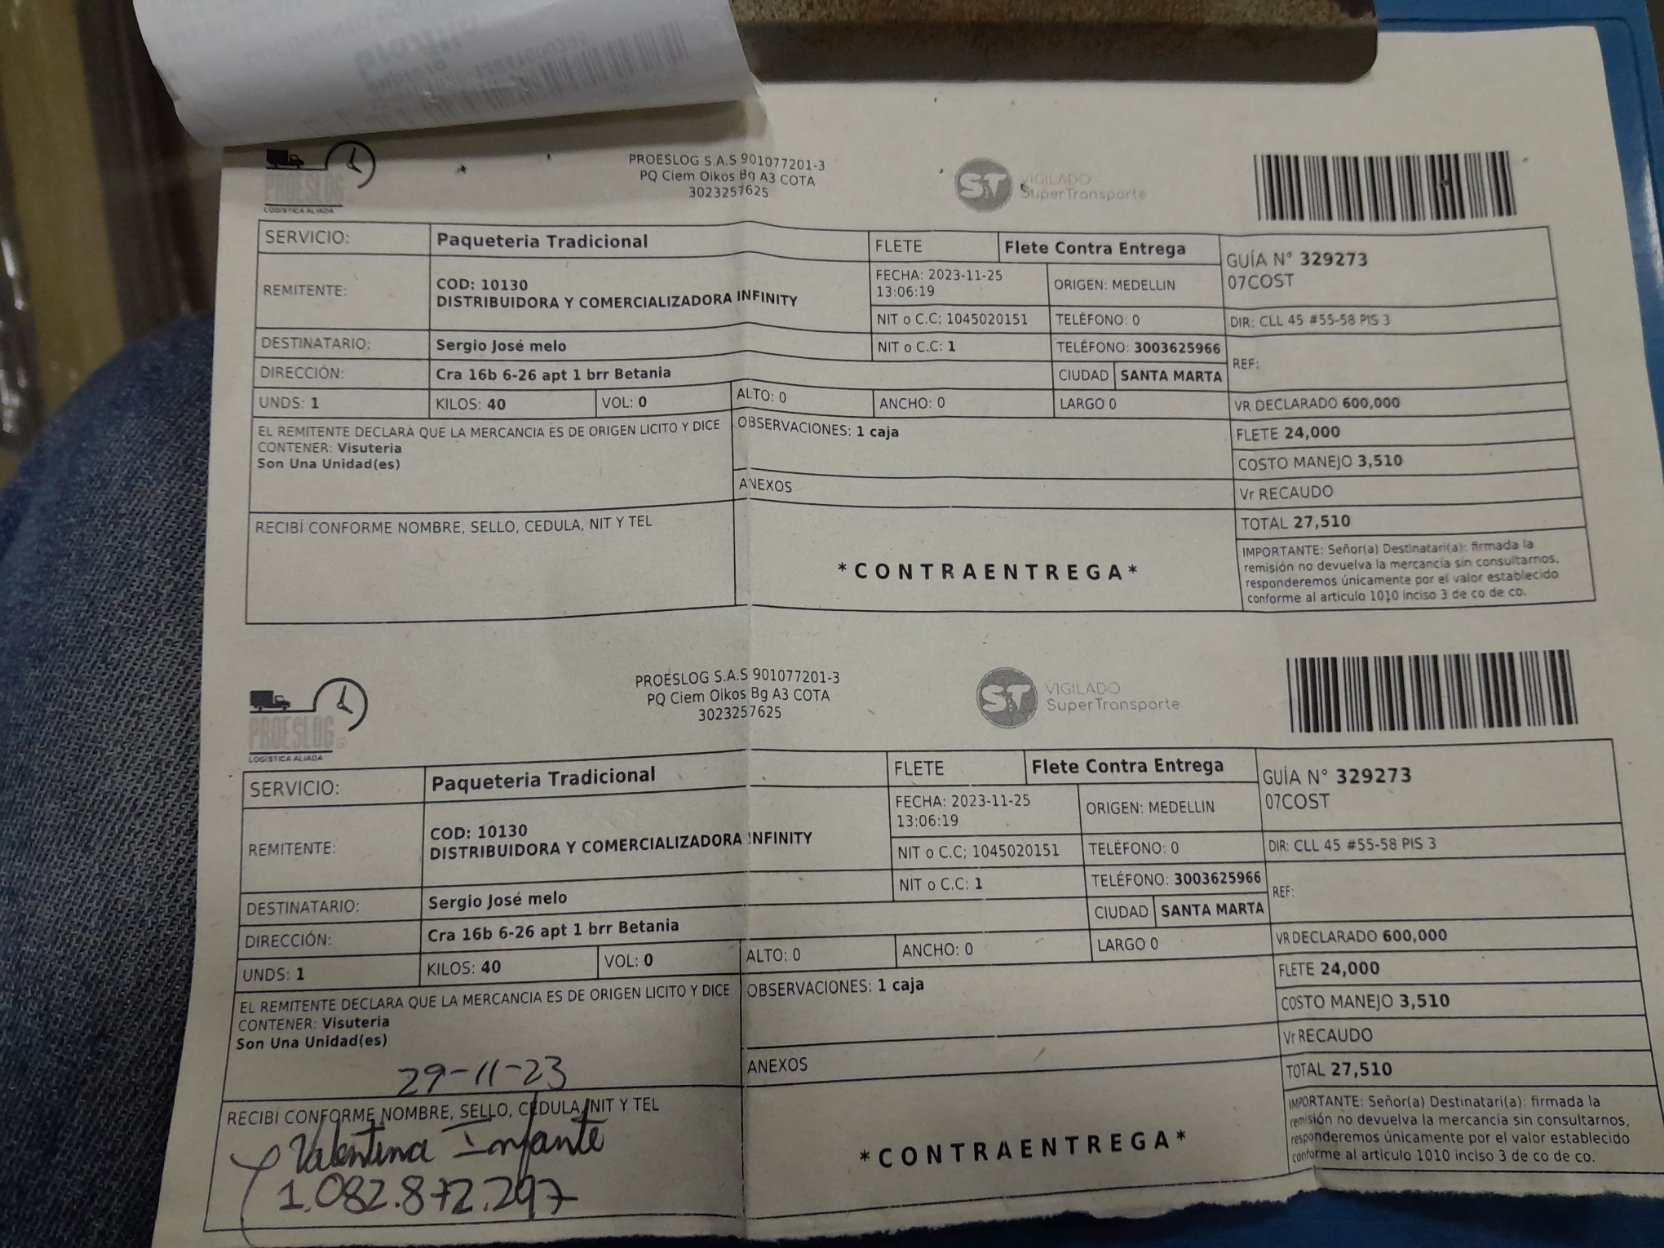 PROESLOG
LOGISTICA ALIADA
PROESLOG S.A.S 901077201-3
PQ Ciem Oikos Bg A3 COTA
3023257625
ST
VIGILADO
SuperTransporte
SERVICIO: Paqueteria Tradicional FLETE Flete Contra Entrega
GUÍA N° 329273
07COST
REMITENTE: COD: 10130
DISTRIBUIDORA Y COMERCIALIZADORA INFINITY
FECHA: 2023-11-25
13:06:19
ORIGEN: MEDELLIN
NIT o C.C; 1045020151 TELÉFONO: 0 DIR: CLL 45 #55-58 PIS 3
DESTINATARIO: Sergio José melo NIT o C.C: 1 TELÉFONO: 3003625966
REF:
DIRECCIÓN: Cra 16b 6-26 apt 1 brr Betania CIUDAD SANTA MARTA
UNDS: 1 KILOS: 40 VOL: 0 ALTO: 0 ANCHO: 0 LARGO 0 VR DECLARADO 600,000
EL REMITENTE DECLARA QUE LA MERCANCIA ES DE ORIGEN LICITO Y DICE
CONTENER: Visuteria
Son Una Unidad(es)
OBSERVACIONES: 1 caja
FLETE 24,000
COSTO MANEJO 3,510
ANEXOS
Vr RECAUDO
TOTAL 27,510
RECIBÍ CONFORME NOMBRE, SELLO, CEDULA, NIT Y TEL
*CONTRAENTREGA*
IMPORTANTE: Señor(a) Destinatari(a): firmada la
remisión no devuelva la mercancía sin consultarnos,
responderemos únicamente por el valor establecido
conforme al articulo 1010 inciso 3 de co de co.
PROESLOG
LOGISTICA ALIADA
PROESLOG S.A.S 901077201-3
PQ Ciem Oikos Bg A3 COTA
3023257625
ST
VIGILADO
SuperTransporte
SERVICIO: Paqueteria Tradicional FLETE Flete Contra Entrega
GUÍA N° 329273
07COST
REMITENTE: COD: 10130
DISTRIBUIDORA Y COMERCIALIZADORA INFINITY
FECHA: 2023-11-25
13:06:19
ORIGEN: MEDELLIN
NIT o C.C; 1045020151 TELÉFONO: 0 DIR: CLL 45 #55-58 PIS 3
DESTINATARIO: Sergio José melo NIT o C.C: 1 TELÉFONO: 3003625966
REF:
DIRECCIÓN: Cra 16b 6-26 apt 1 brr Betania CIUDAD SANTA MARTA
UNDS: 1 KILOS: 40 VOL: 0 ALTO: 0 ANCHO: 0 LARGO 0 VR DECLARADO 600,000
EL REMITENTE DECLARA QUE LA MERCANCIA ES DE ORIGEN LICITO Y DICE
CONTENER: Visuteria
Son Una Unidad(es)
OBSERVACIONES: 1 caja
FLETE 24,000
COSTO MANEJO 3,510
ANEXOS
Vr RECAUDO
TOTAL 27,510
29-11-23
RECIBÍ CONFORME NOMBRE, SELLO, CEDULA, NIT Y TEL
Valentina Infante
1.082.872.297
*CONTRAENTREGA*
IMPORTANTE: Señor(a) Destinatari(a): firmada la
remisión no devuelva la mercancía sin consultarnos,
responderemos únicamente por el valor establecido
conforme al articulo 1010 inciso 3 de co de co.